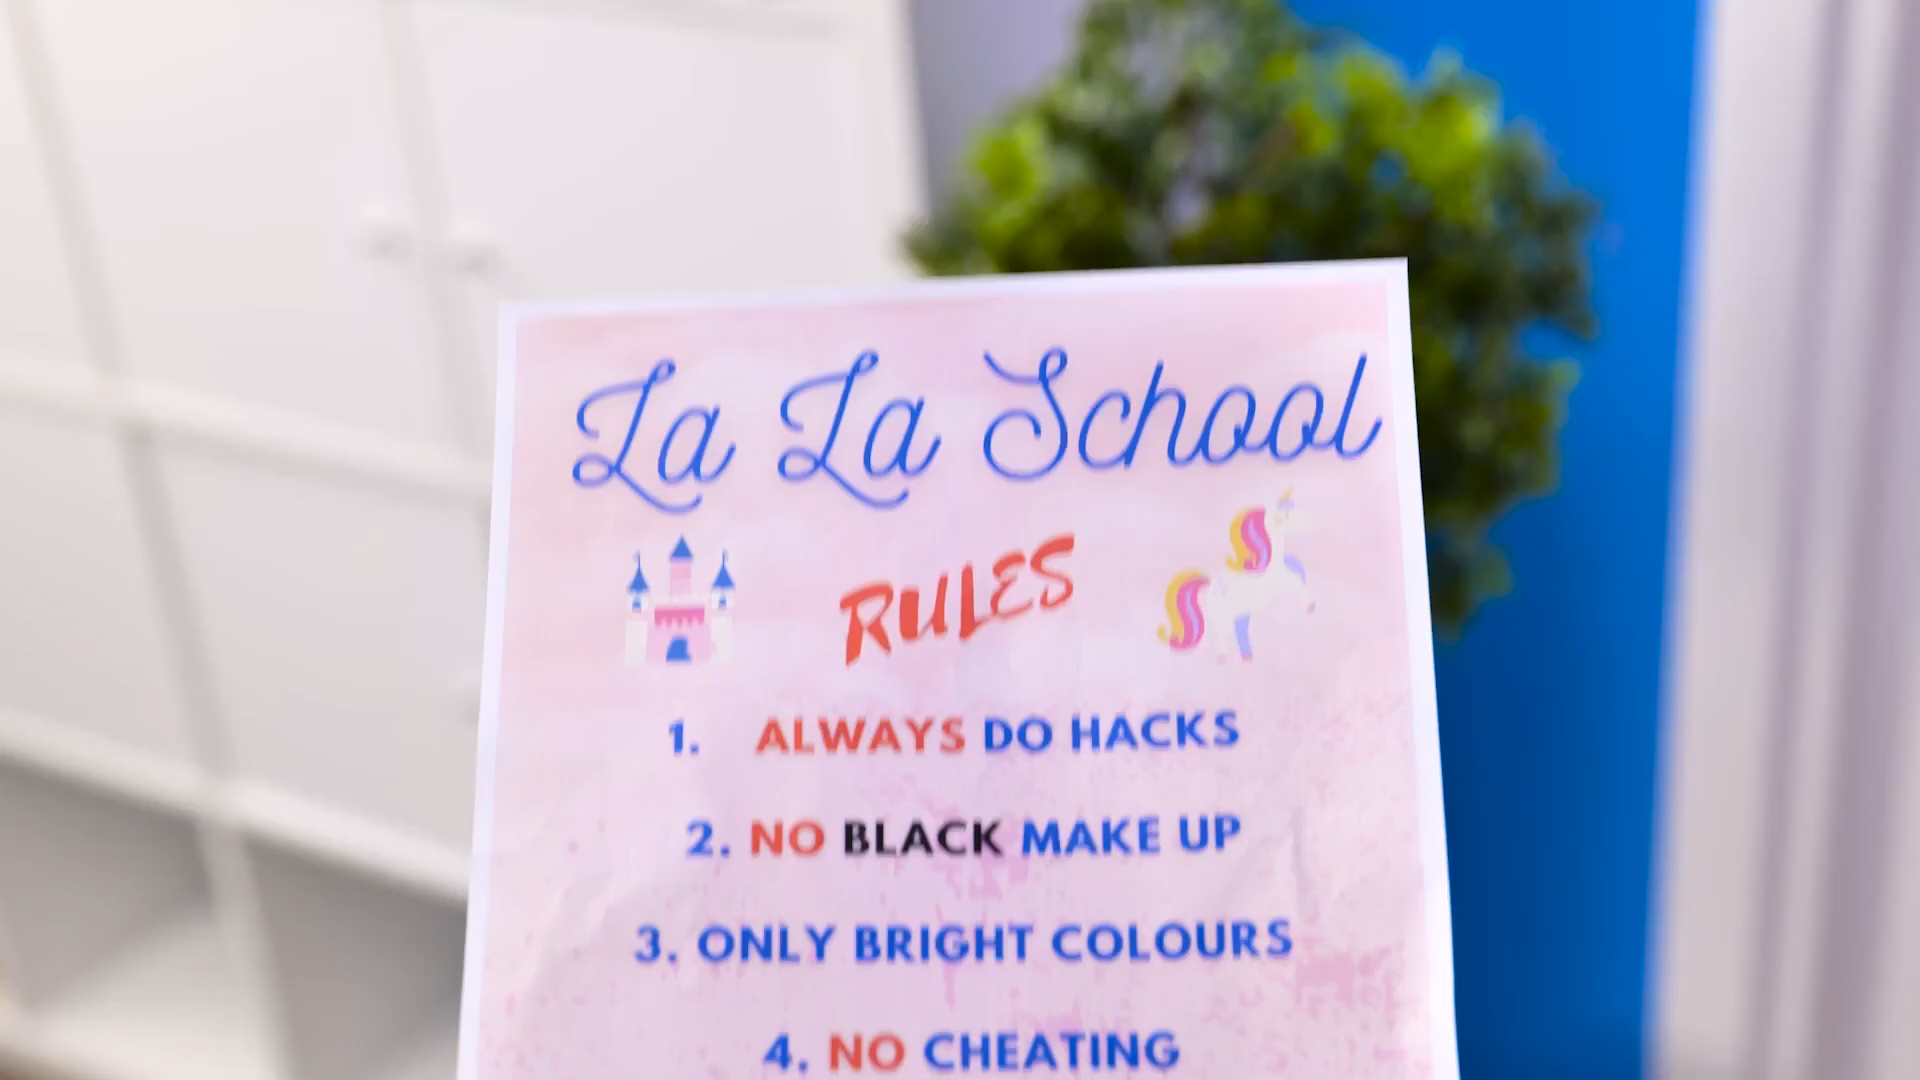 La La School
RULES
1. ALWAYS DO HACKS
2. NO BLACK MAKE UP
3. ONLY BRIGHT COLOURS
4. NO CHEATING